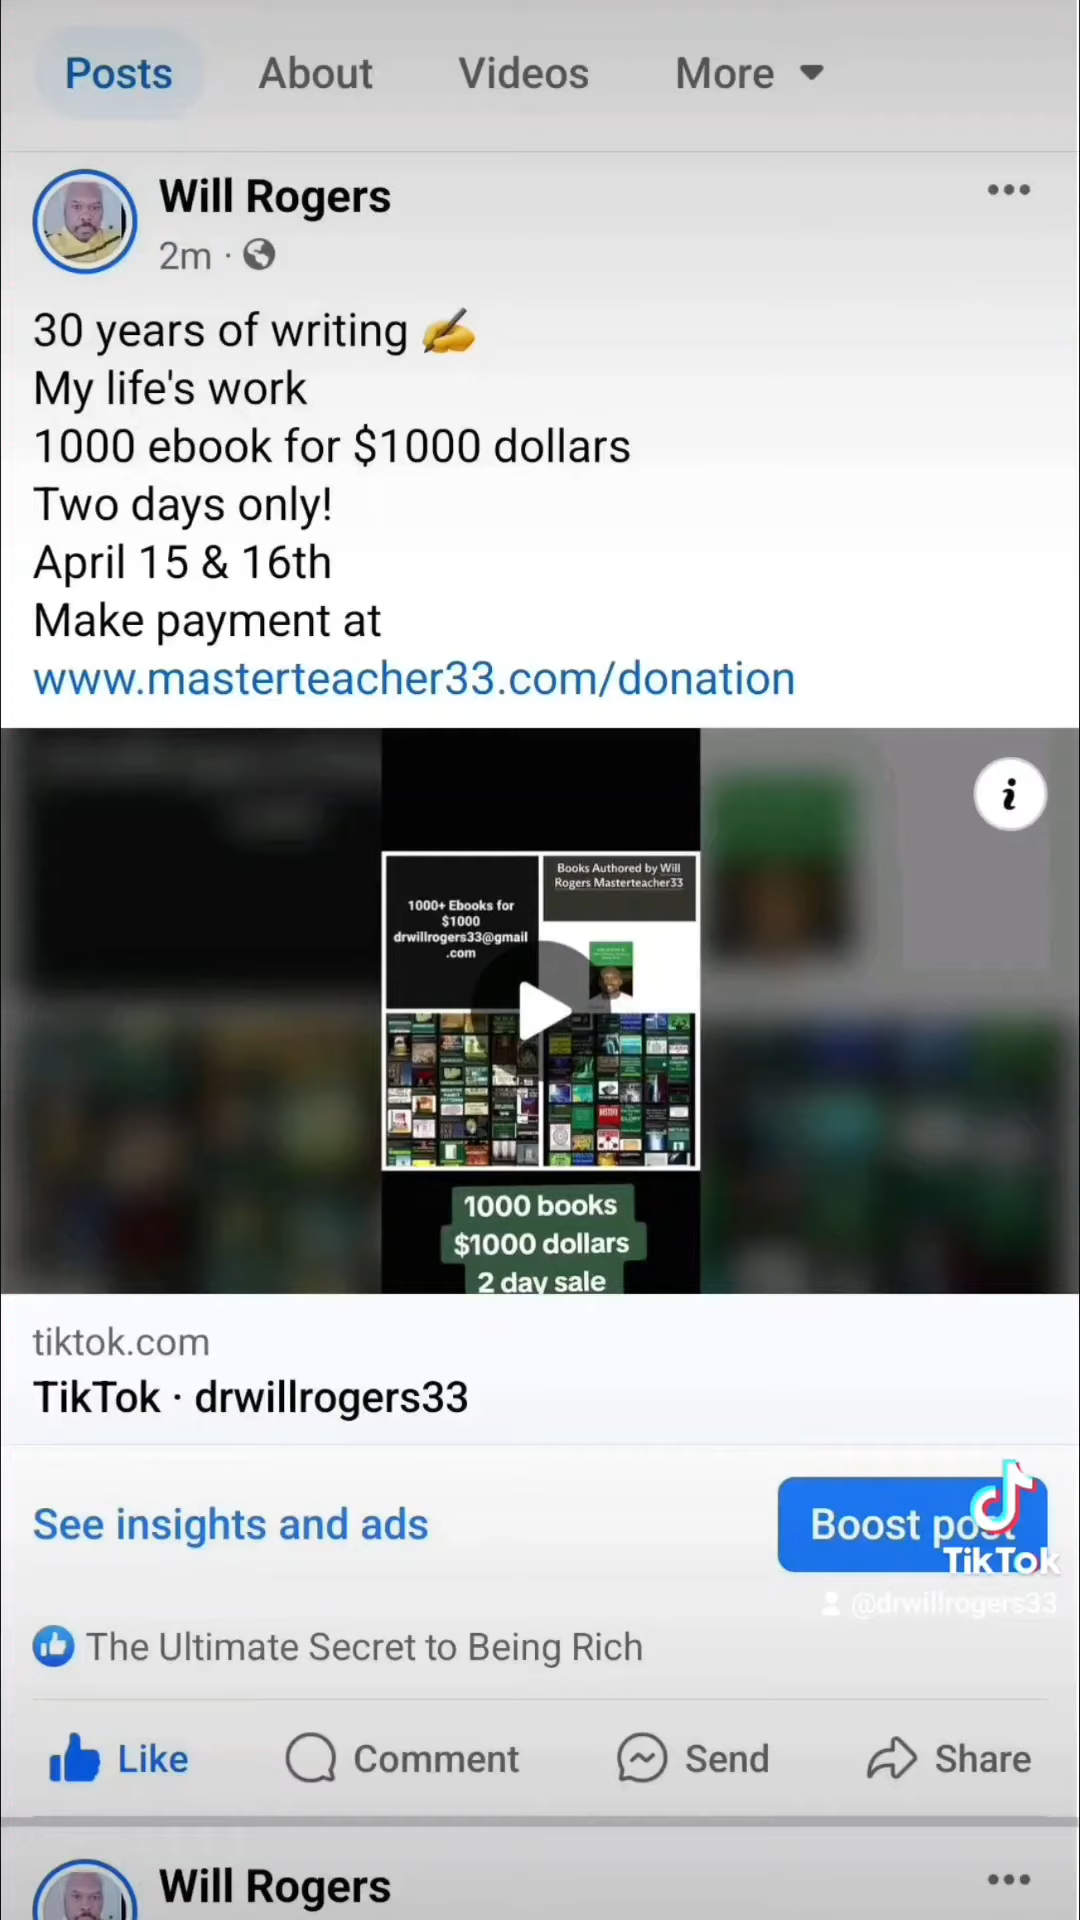 Posts About Videos More
Will Rogers
2m ·
30 years of writing
My life's work
1000 ebook for $1000 dollars
Two days only!
April 15 & 16th
Make payment at
www.masterteacher33.com/donation
i
1000+ Ebooks for
$1000
drwillrogers33@gmail
.com
Books Authored by Will
Rogers Masterteacher33
1000 books
$1000 dollars
2 day sale
tiktok.com
TikTok · drwillrogers33
See insights and ads
Boost post
TikTok
@drwillrogers33
The Ultimate Secret to Being Rich
Like Comment Send Share
Will Rogers